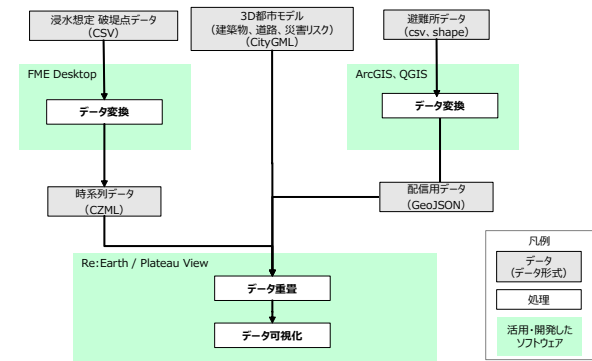 浸水想定 破堤点データ
（CSV）
3D都市モデル
（建築物、道路、災害リスク）
（CityGML）
避難所データ
（csv、shape）
FME Desktop
データ変換
ArcGIS、QGIS
データ変換
時系列データ
（CZML）
配信用データ
（GeoJSON）
Re:Earth / Plateau View
データ重畳
データ可視化
凡例
データ
（データ形式）
処理
活用・開発した
ソフトウェア